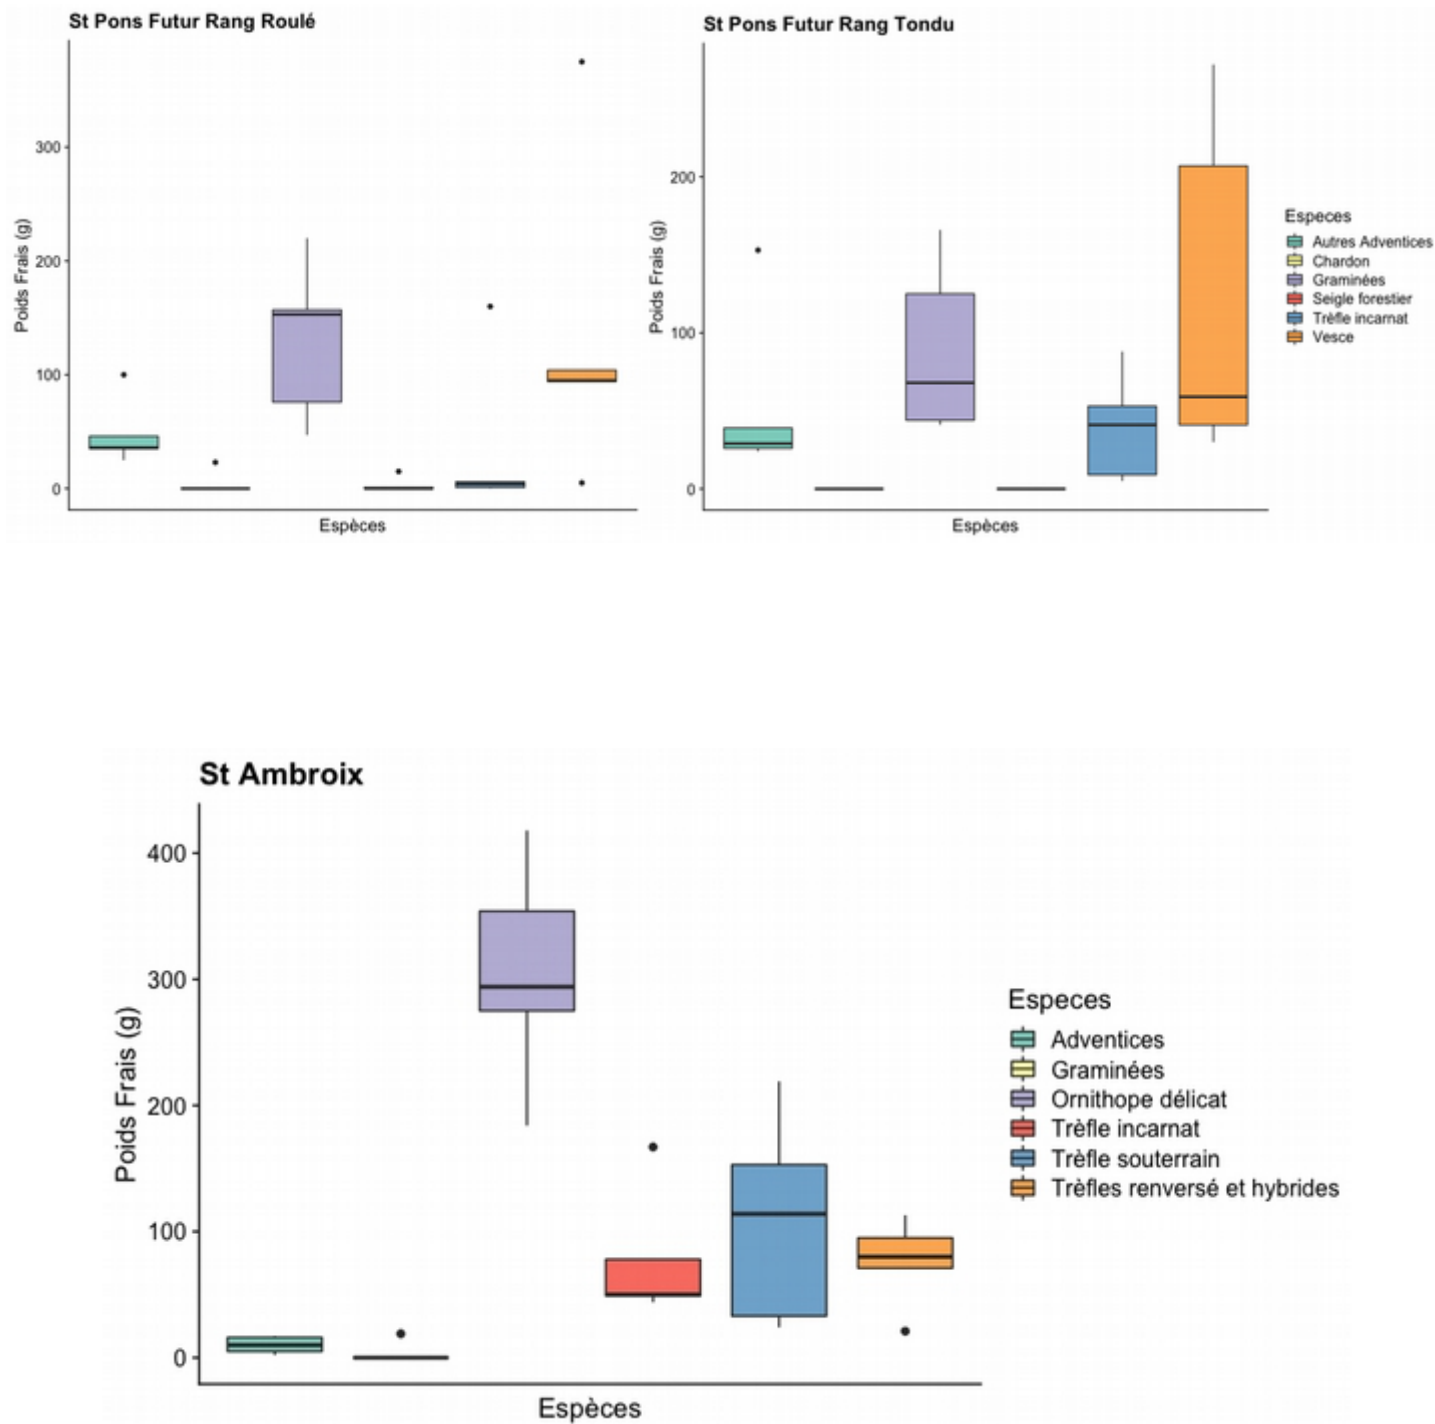 St Pons Futur Rang Roulé
Poids Frais (g)
300
200
100
0
Espèces
St Pons Futur Rang Tondu
Poids Frais (g)
200
100
0
Espèces
Especes
Autres Adventices
Chardon
Graminées
Seigle forestier
Trèfle incarnat
Vesce
St Ambroix
Poids Frais (g)
400
300
200
100
0
Espèces
Especes
Adventices
Graminées
Ornithope délicat
Trèfle incarnat
Trèfle souterrain
Trèfles renversé et hybrides